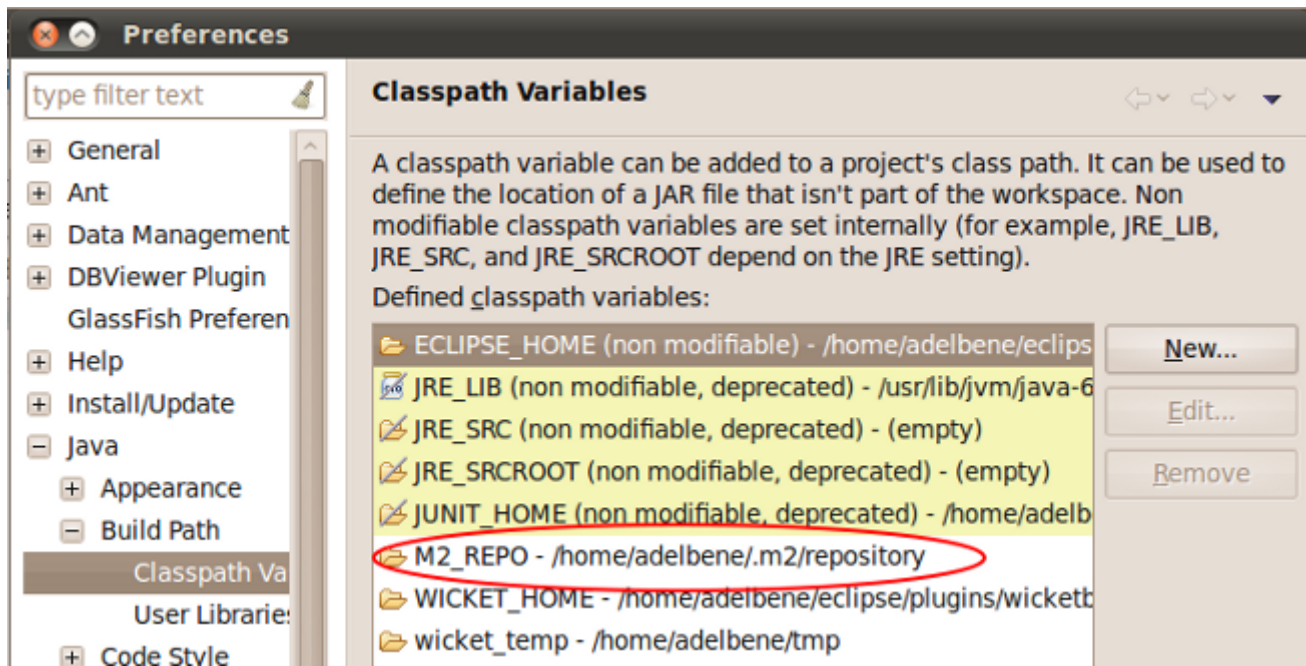 Preferences
type filter text
General
Ant
Data Management
DBViewer Plugin
GlassFish Preferen
Help
Install/Update
Java
Appearance
Build Path
Classpath Va
User Libraries
Code Style
Classpath Variables
A classpath variable can be added to a project's class path. It can be used to
define the location of a JAR file that isn't part of the workspace. Non
modifiable classpath variables are set internally (for example, JRE_LIB,
JRE_SRC, and JRE_SRCROOT depend on the JRE setting).
Defined classpath variables:
ECLIPSE_HOME (non modifiable) - /home/adelbene/eclips
JRE_LIB (non modifiable, deprecated) - /usr/lib/jvm/java-6
JRE_SRC (non modifiable, deprecated) - (empty)
JRE_SRCROOT (non modifiable, deprecated) - (empty)
JUNIT_HOME (non modifiable, deprecated) - /home/adelb
M2_REPO - /home/adelbene/.m2/repository
WICKET_HOME - /home/adelbene/eclipse/plugins/wicketb
wicket_temp - /home/adelbene/tmp
New...
Edit...
Remove